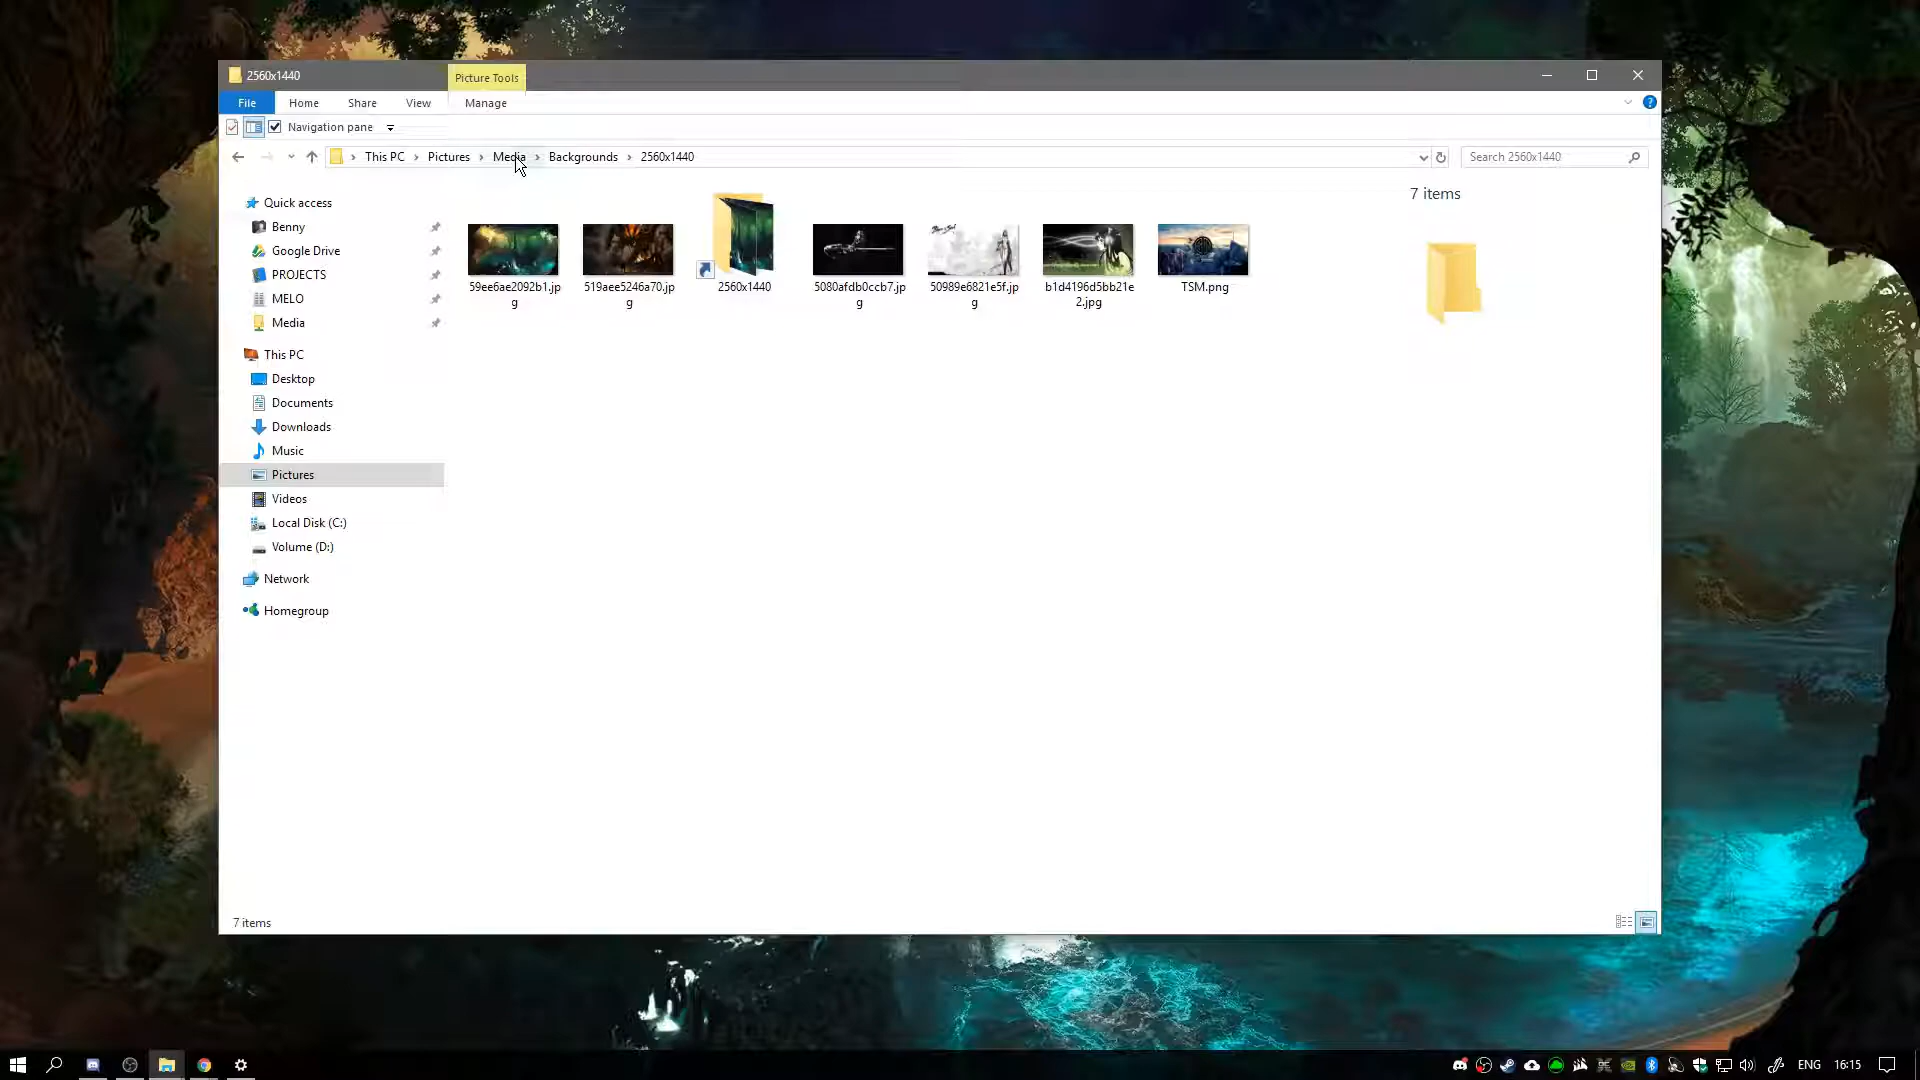 2560x1440
Picture Tools
File Home Share View Manage
Navigation pane
This PC Pictures Media Backgrounds 2560x1440
Search 2560x1440
Quick access
Benny
Google Drive
PROJECTS
MELO
Media
This PC
Desktop
Documents
Downloads
Music
Pictures
Videos
Local Disk (C:)
Volume (D:)
Network
Homegroup
59ee6ae2092b1.jp
g
519aee5246a70.jp
g
2560x1440
5080afdb0ccb7.jp
g
50989e6821e5f.jp
g
b1d4196d5bb21e
2.jpg
TSM.png
7 items
7 items
ENG 16:15